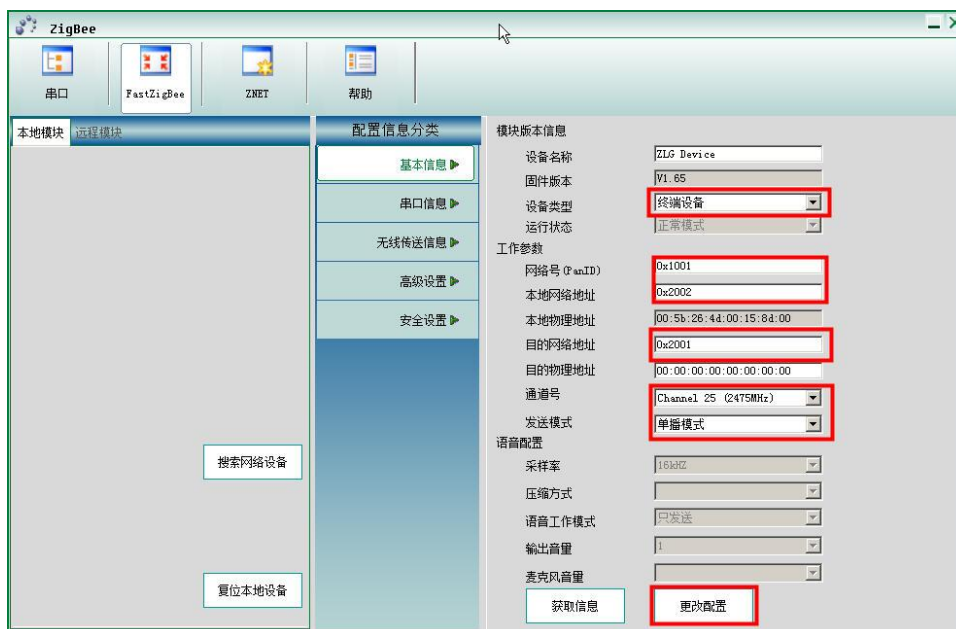 ZigBee
串口
FastZigBee
ZNET
帮助
本地模块 远程模块
搜索网络设备
复位本地设备
配置信息分类
基本信息
串口信息
无线传送信息
高级设置
安全设置
模块版本信息
设备名称 ZLG Device
固件版本 V1.65
设备类型 终端设备
运行状态 正常模式
工作参数
网络号(PanID) 0x1001
本地网络地址 0x2002
本地物理地址 00:5b:26:4d:00:15:8d:00
目的网络地址 0x2001
目的物理地址 00:00:00:00:00:00:00:00
通道号 Channel 25 (2475MHz)
发送模式 单播模式
语音配置
采样率 16kHZ
压缩方式
语音工作模式 只发送
输出音量 1
麦克风音量
获取信息 更改配置